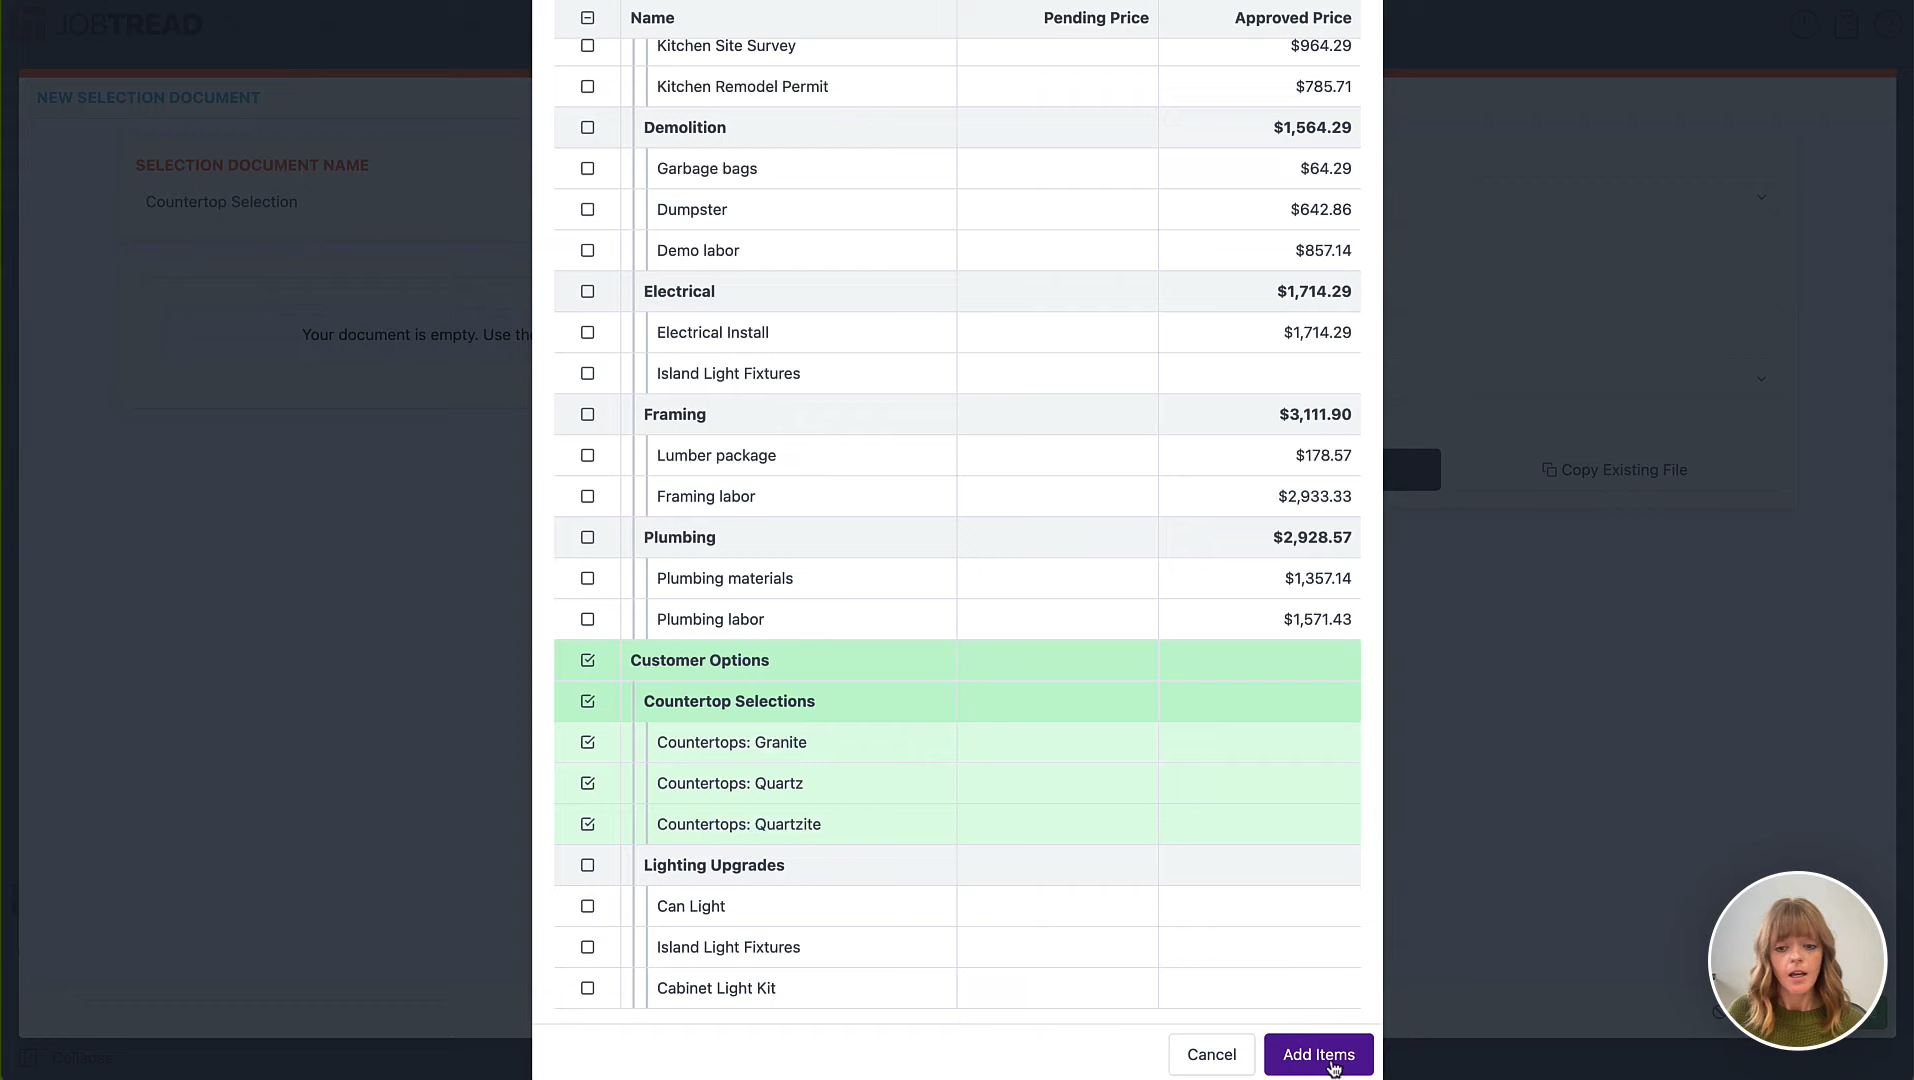 JOBTREAD
NEW SELECTION DOCUMENT
SELECTION DOCUMENT NAME
Countertop Selection
Your document is empty. Use the
Name Pending Price Approved Price
Kitchen Site Survey $964.29
Kitchen Remodel Permit $785.71
Demolition $1,564.29
Garbage bags $64.29
Dumpster $642.86
Demo labor $857.14
Electrical $1,714.29
Electrical Install $1,714.29
Island Light Fixtures
Framing $3,111.90
Lumber package $178.57
Framing labor $2,933.33
Plumbing $2,928.57
Plumbing materials $1,357.14
Plumbing labor $1,571.43
Customer Options
Countertop Selections
Countertops: Granite
Countertops: Quartz
Countertops: Quartzite
Lighting Upgrades
Can Light
Island Light Fixtures
Cabinet Light Kit
Cancel Add Items
Copy Existing File
Collapse